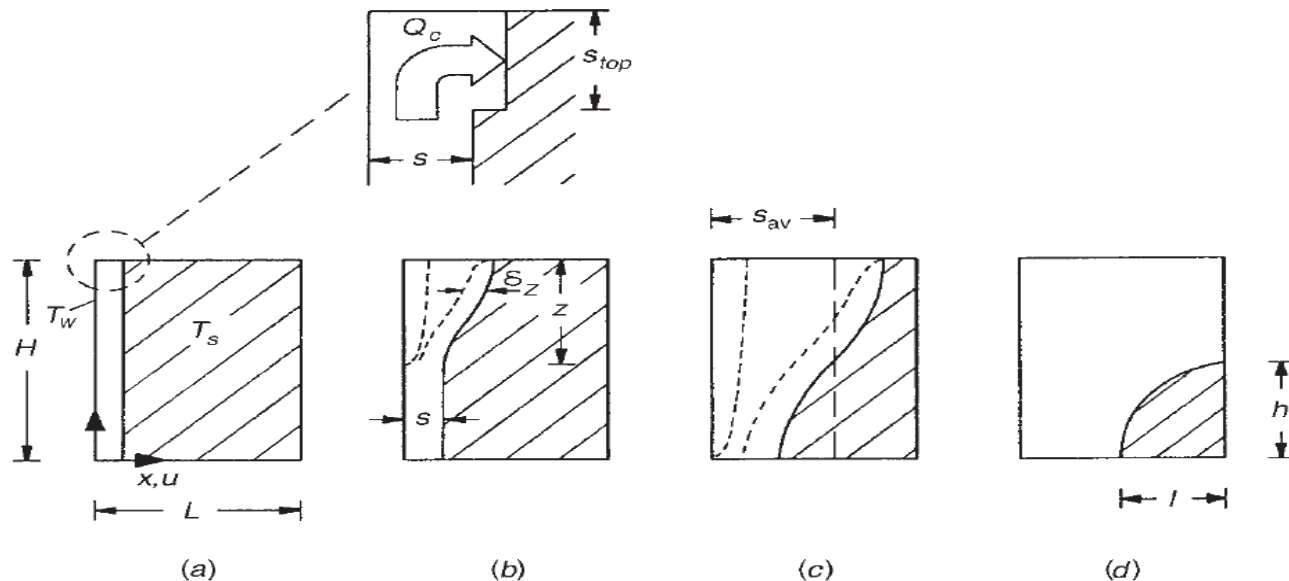 Q_c
s_top
s
s_av
T_w
H
T_s
x,u
L
s
δ_z
z
h
l
(a)
(b)
(c)
(d)